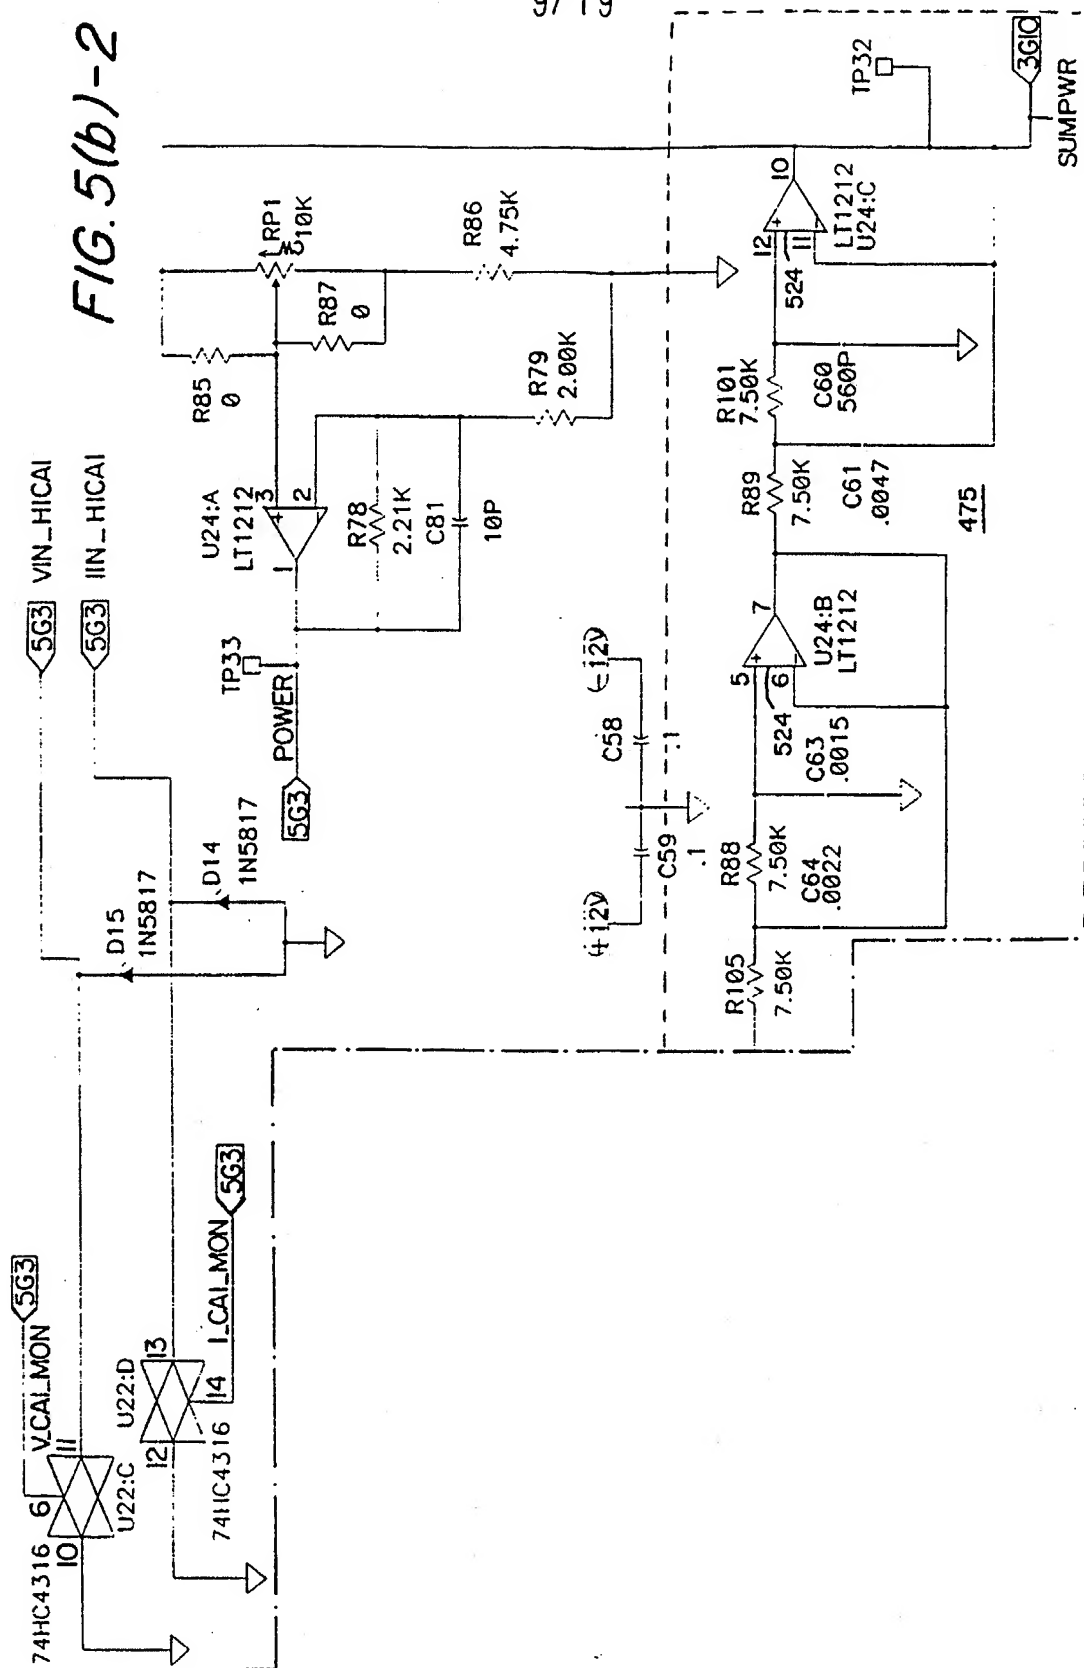 9/19
FIG. 5(b)-2
5G3 VIN_HICAl
5G3 IIN_HICAl
RP1
10K
R85
0
R87
0
R86
4.75K
R79
2.00K
U24:A
LT1212
3
2
1
R78
2.21K
C81
10P
TP33
POWER
5G3
D15
1N5817
D14
1N5817
5G3
V_CAl_MON
11
6
10
74HC4316
U22:C
U22:D
13
12
14
74HC4316
I_CAl_MON
5G3
(+12V)
(-12V)
C58
.1
C59
.1
R105
7.50K
R88
7.50K
C64
.0022
C63
.0015
5
6
7
524
U24:B
LT1212
R89
7.50K
C61
.0047
R101
7.50K
C60
560P
12
11
10
524
LT1212
U24:C
475
TP32
3G10
SUMPWR